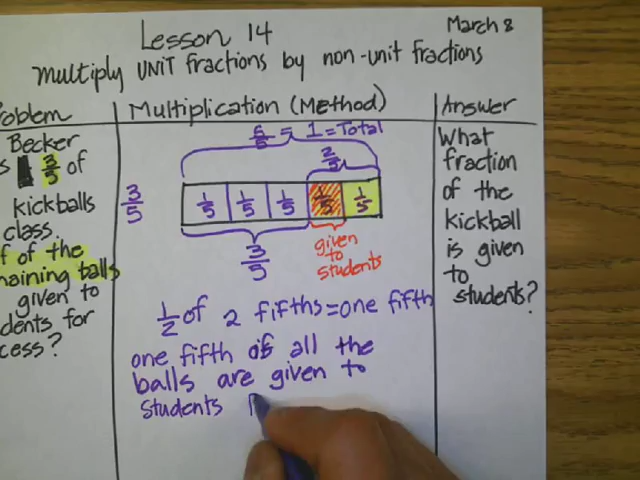 Lesson 14
March 8
Multiply UNIT fractions by non-unit fractions
Problem
Becker
s 3/5 of
kickballs
class.
f of the
maining balls
given to
dents for
cess?
Multiplication (Method)
5/5 = 1 = Total
2/5
3/5
1/5 1/5 1/5 1/5 1/5
3/5
given
to
students
1/2 of 2 fifths = one fifth
one fifth of all the
balls are given to
students
Answer
What
fraction
of the
kickball
is given
to
students?